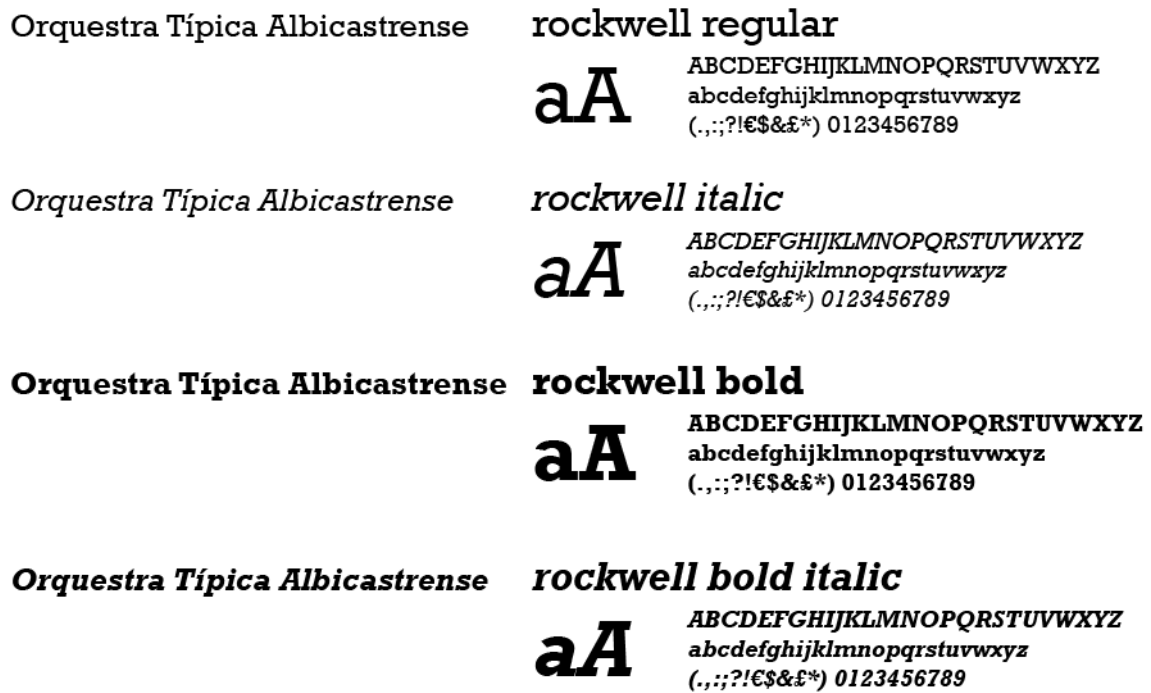 Orquestra Típica Albicastrense
rockwell regular
aA
ABCDEFGHIJKLMNOPQRSTUVWXYZ
abcdefghijklmnopqrstuvwxyz
(.,:;?!€$&£*) 0123456789
Orquestra Típica Albicastrense
rockwell italic
aA
ABCDEFGHIJKLMNOPQRSTUVWXYZ
abcdefghijklmnopqrstuvwxyz
(.,:;?!€$&£*) 0123456789
Orquestra Típica Albicastrense
rockwell bold
aA
ABCDEFGHIJKLMNOPQRSTUVWXYZ
abcdefghijklmnopqrstuvwxyz
(.,:;?!€$&£*) 0123456789
Orquestra Típica Albicastrense
rockwell bold italic
aA
ABCDEFGHIJKLMNOPQRSTUVWXYZ
abcdefghijklmnopqrstuvwxyz
(.,:;?!€$&£*) 0123456789